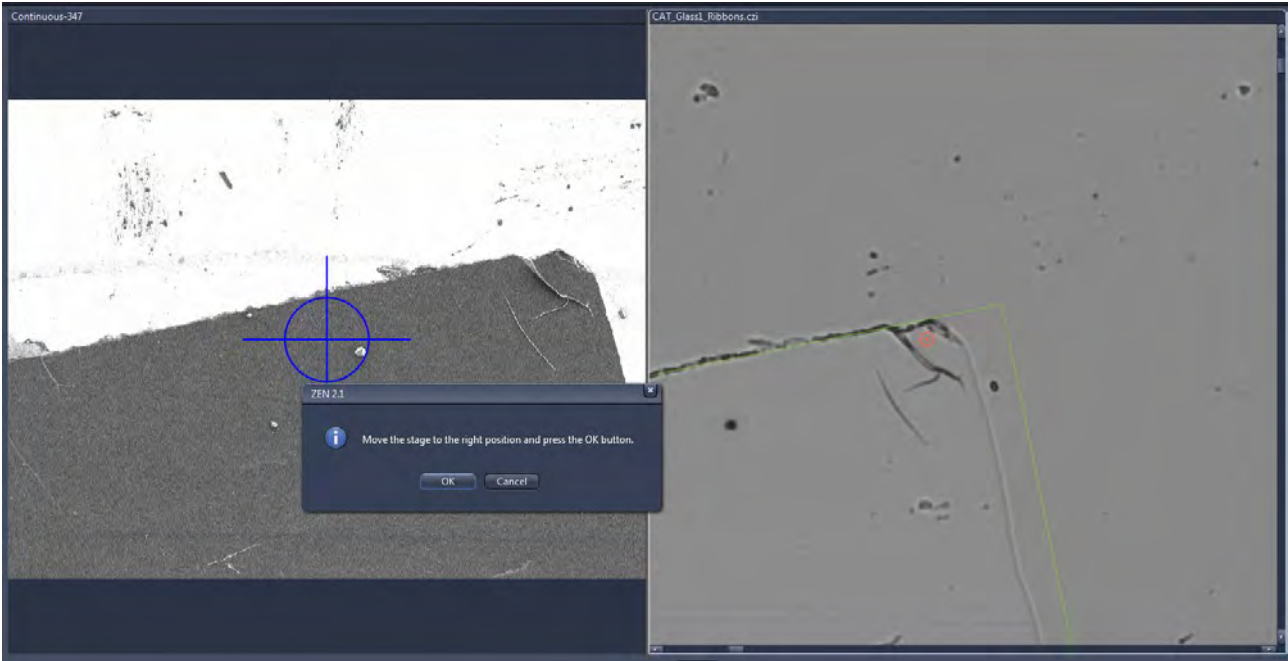 Continuous-347
CAT_Glass1_Ribbons.czi
ZEN 2.1
Move the stage to the right position and press the OK button.
OK
Cancel